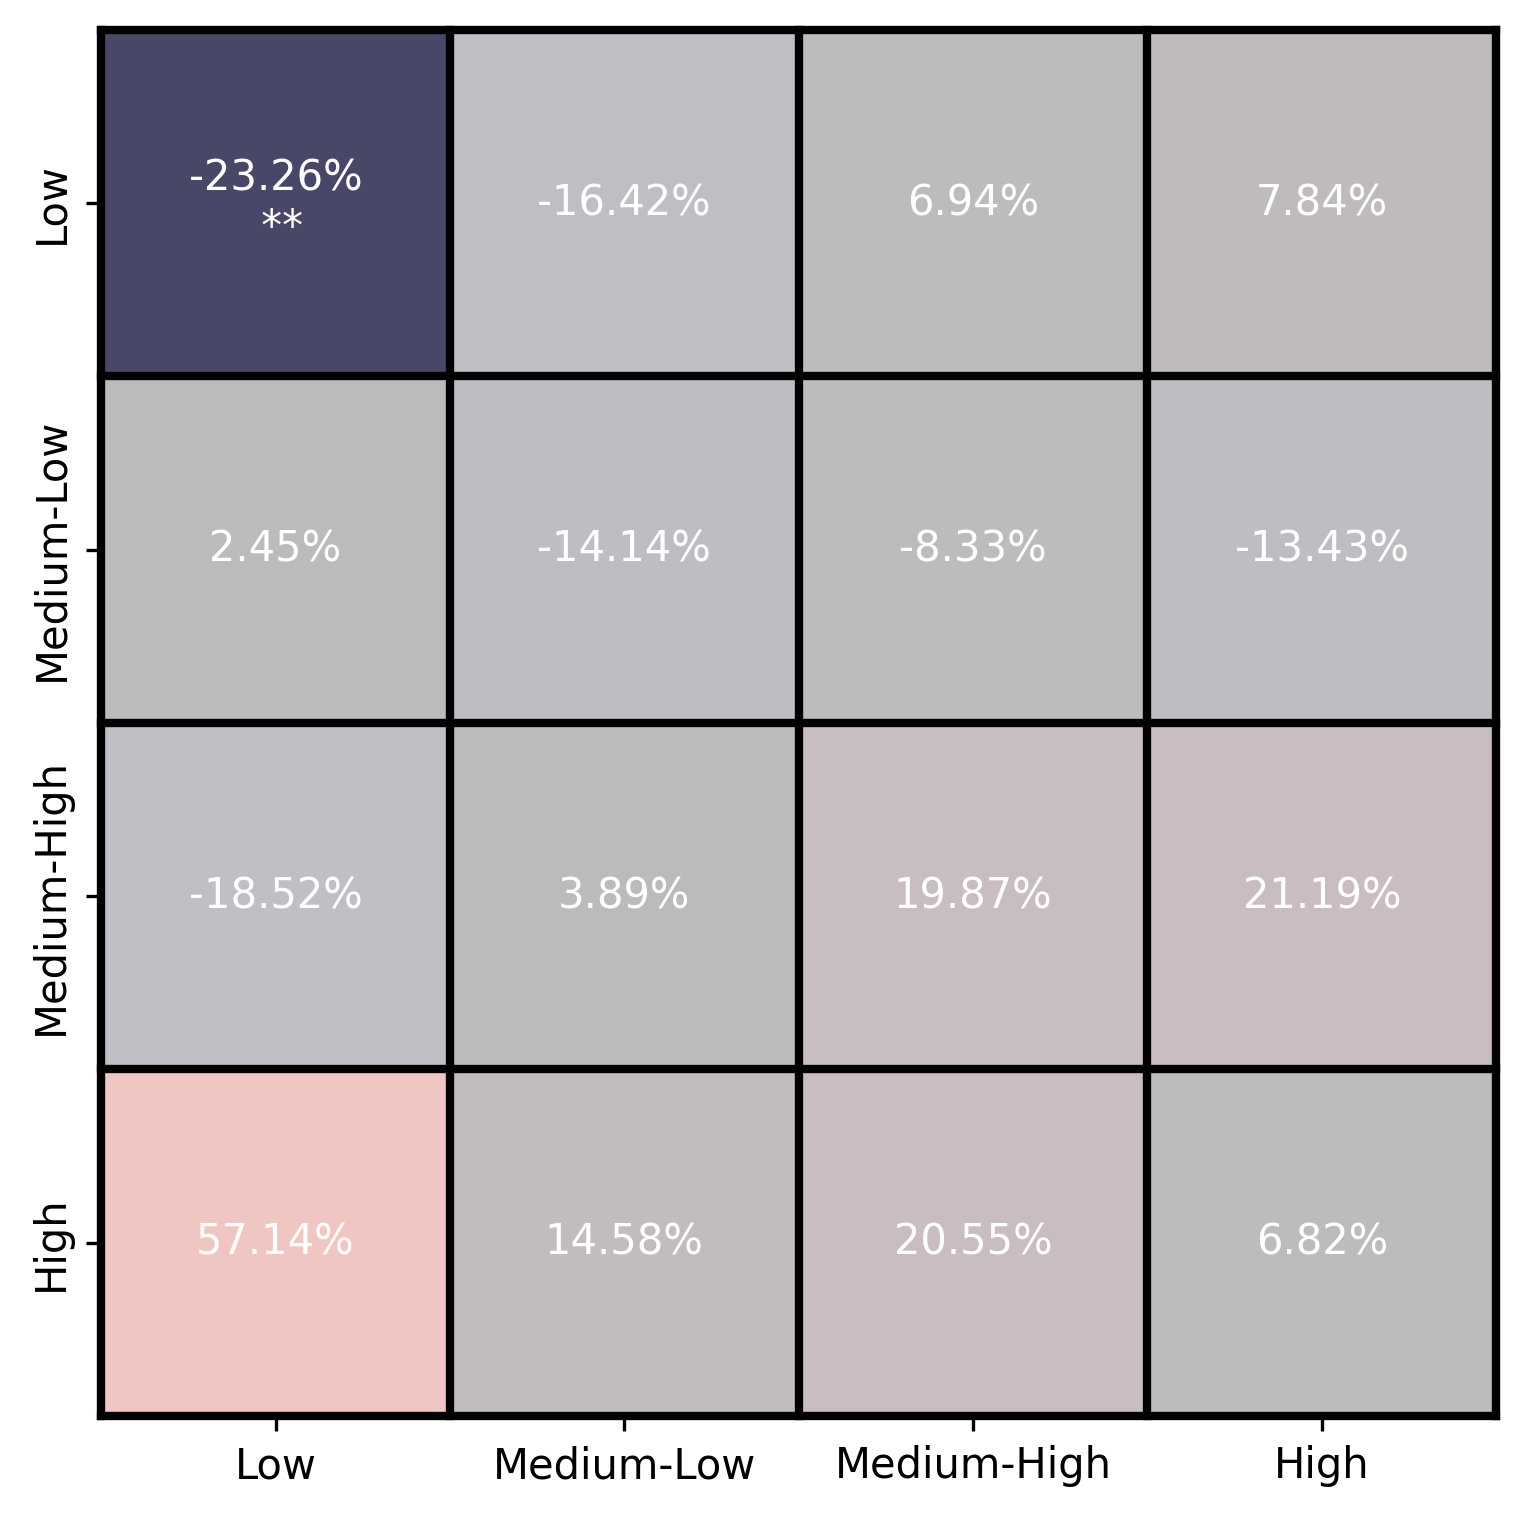 Low
-23.26%
**
-16.42%
6.94%
7.84%
Medium-Low
2.45%
-14.14%
-8.33%
-13.43%
Medium-High
-18.52%
3.89%
19.87%
21.19%
High
57.14%
14.58%
20.55%
6.82%
Low
Medium-Low
Medium-High
High